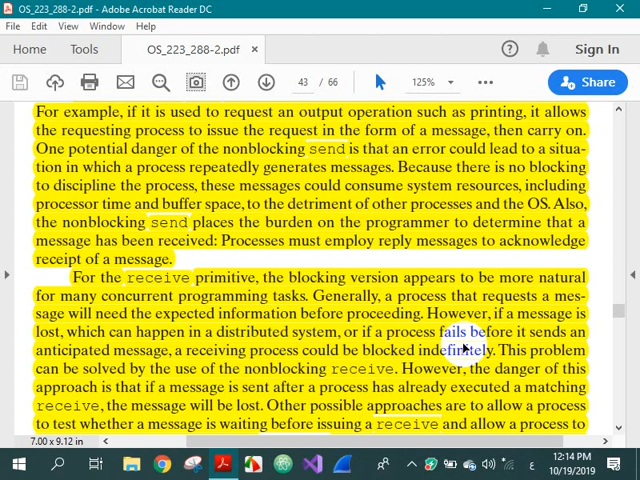 OS_223_288-2.pdf - Adobe Acrobat Reader DC
File Edit View Window Help
Home Tools OS_223_288-2.pdf × Sign In
43 / 66 125% Share
For example, if it is used to request an output operation such as printing, it allows
the requesting process to issue the request in the form of a message, then carry on.
One potential danger of the nonblocking send is that an error could lead to a situa-
tion in which a process repeatedly generates messages. Because there is no blocking
to discipline the process, these messages could consume system resources, including
processor time and buffer space, to the detriment of other processes and the OS. Also,
the nonblocking send places the burden on the programmer to determine that a
message has been received: Processes must employ reply messages to acknowledge
receipt of a message.
For the receive primitive, the blocking version appears to be more natural
for many concurrent programming tasks. Generally, a process that requests a mes-
sage will need the expected information before proceeding. However, if a message is
lost, which can happen in a distributed system, or if a process fails before it sends an
anticipated message, a receiving process could be blocked indefinitely. This problem
can be solved by the use of the nonblocking receive. However, the danger of this
approach is that if a message is sent after a process has already executed a matching
receive, the message will be lost. Other possible approaches are to allow a process
to test whether a message is waiting before issuing a receive and allow a process to
7.00 x 9.12 in
ع 12:14 PM
10/19/2019